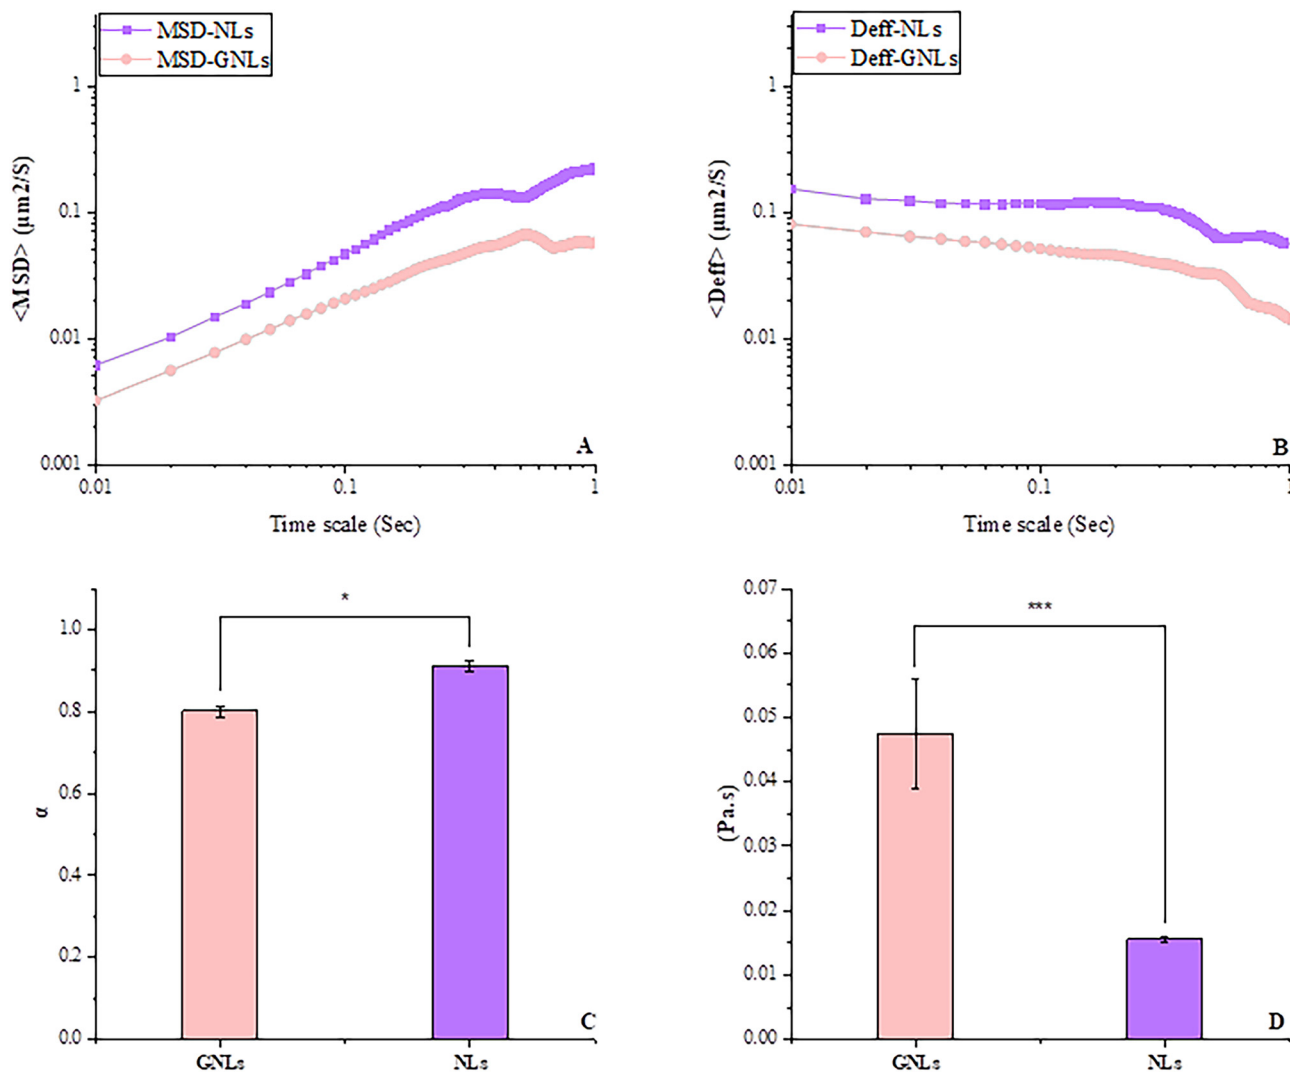 MSD-NLs
MSD-GNLs
<MSD> (µm2/S)
1
0.1
0.01
0.001
0.01
0.1
1
Time scale (Sec)
A
Deff-NLs
Deff-GNLs
<Deff> (µm2/S)
1
0.1
0.01
0.001
0.01
0.1
1
Time scale (Sec)
B
α
1.0
0.8
0.6
0.4
0.2
0.0
*
GNLs
NLs
C
(Pa.s)
0.07
0.06
0.05
0.04
0.03
0.02
0.01
0.00
***
GNLs
NLs
D